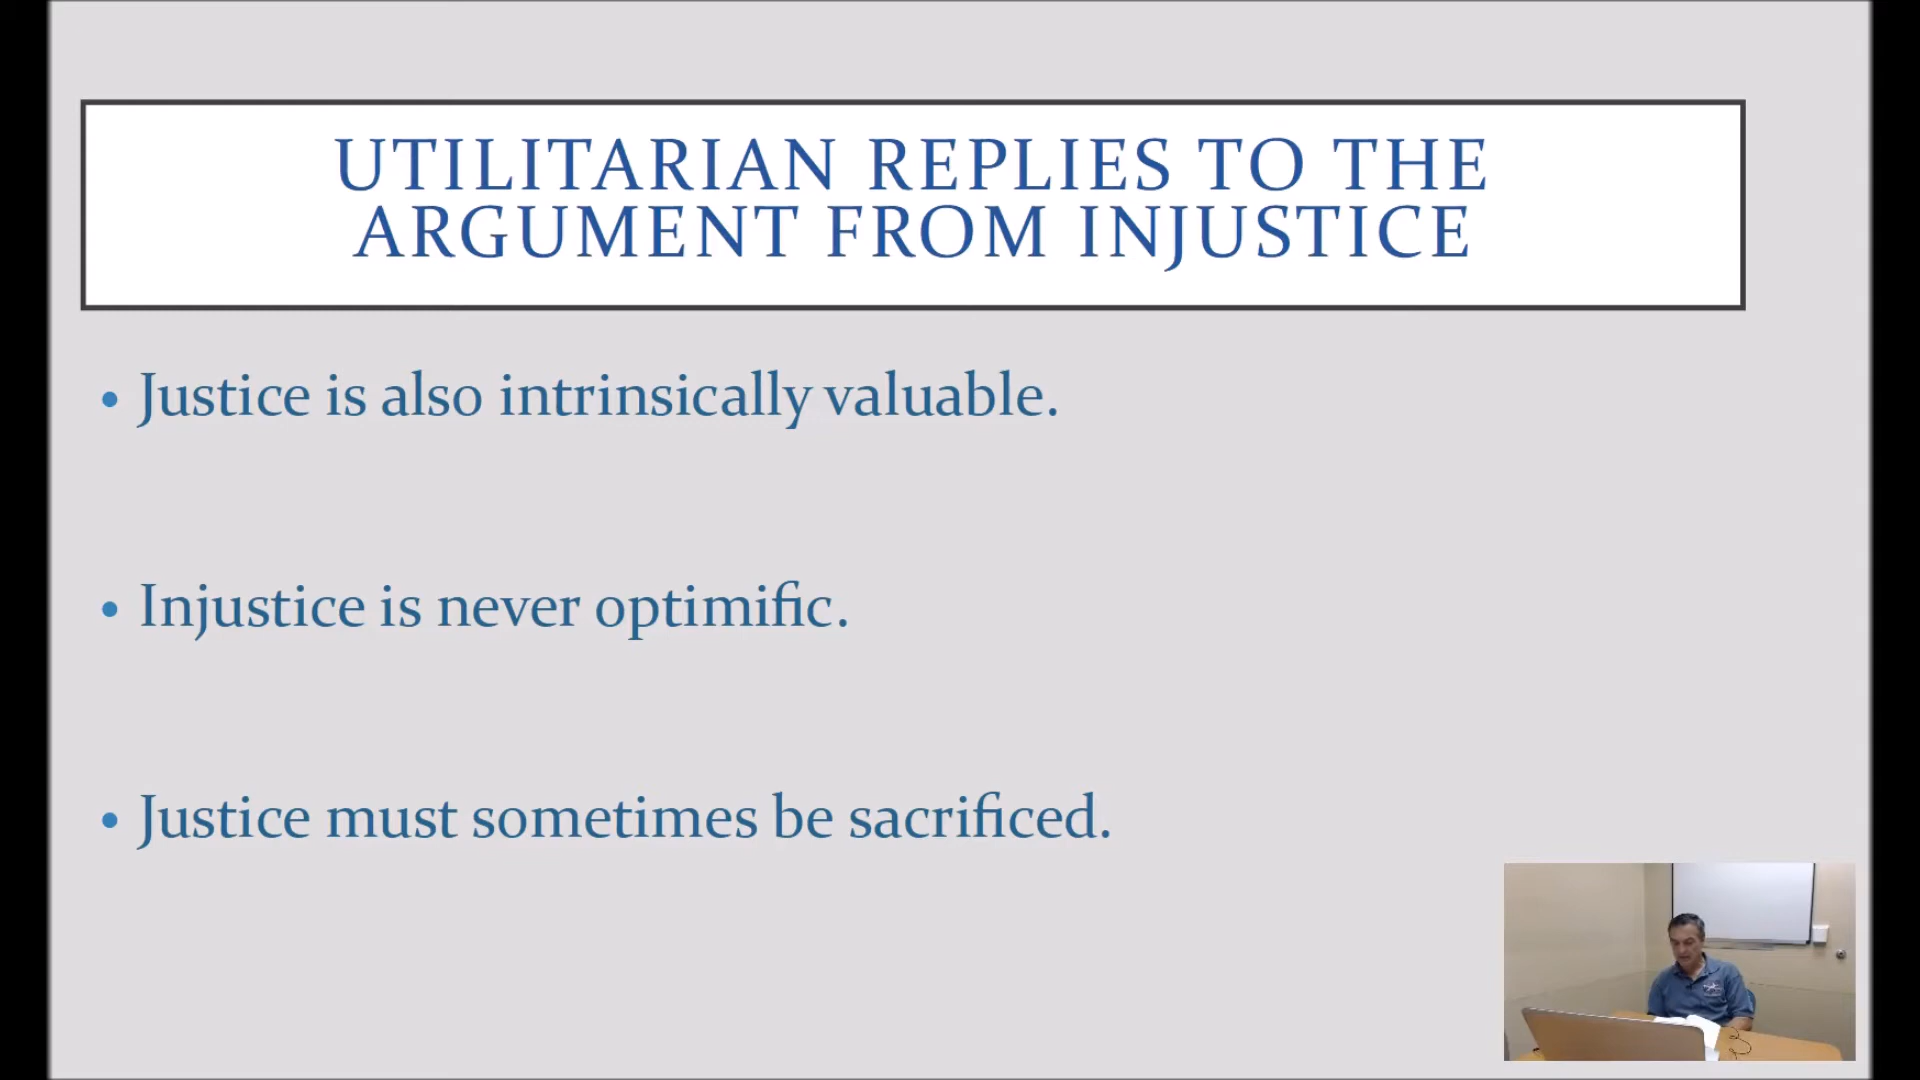 UTILITARIAN REPLIES TO THE
ARGUMENT FROM INJUSTICE
• Justice is also intrinsically valuable.
• Injustice is never optimific.
• Justice must sometimes be sacrificed.